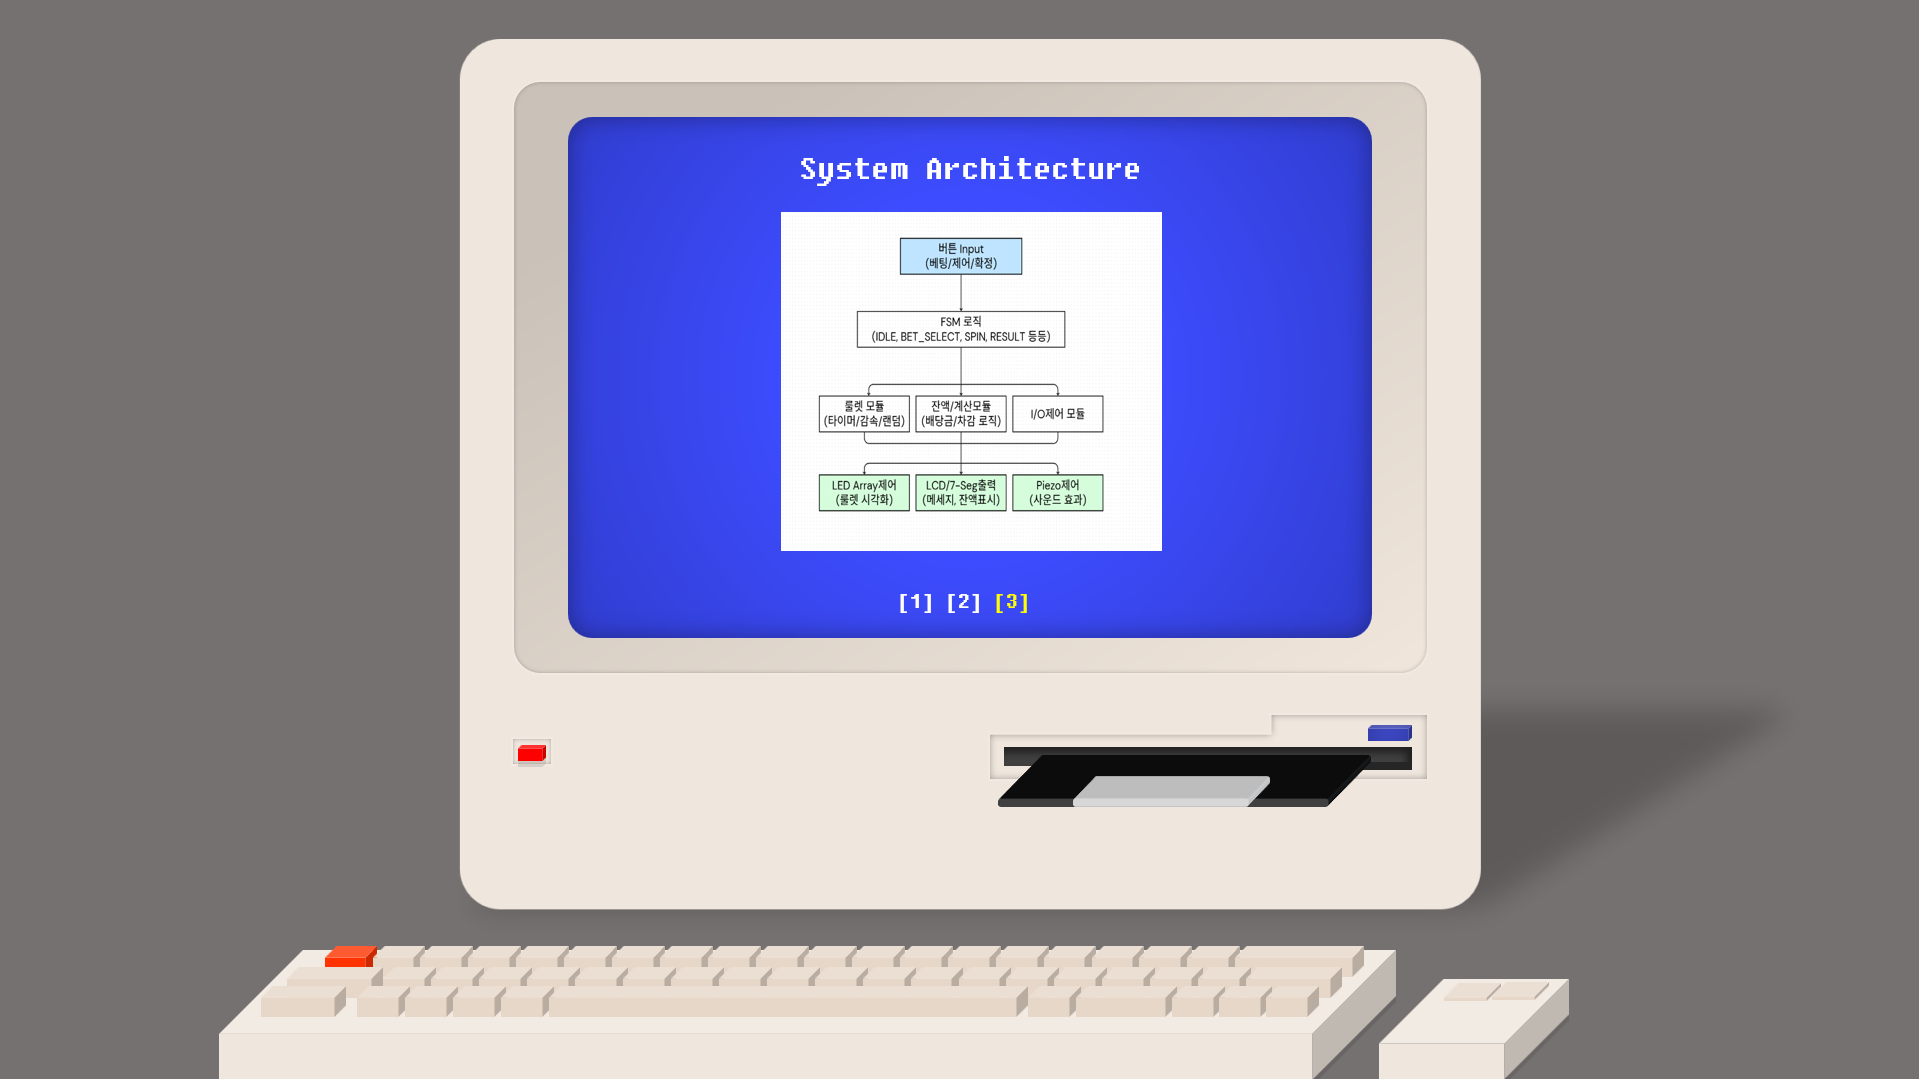 System Architecture
버튼 Input
(베팅/제어/확정)
FSM 로직
(IDLE, BET_SELECT, SPIN, RESULT 등등)
룰렛 모듈
(타이머/감속/랜덤)
잔액/계산모듈
(배당금/차감 로직)
I/O제어 모듈
LED Array제어
(룰렛 시각화)
LCD/7-Seg출력
(메세지, 잔액표시)
Piezo제어
(사운드 효과)
[1] [2] [3]